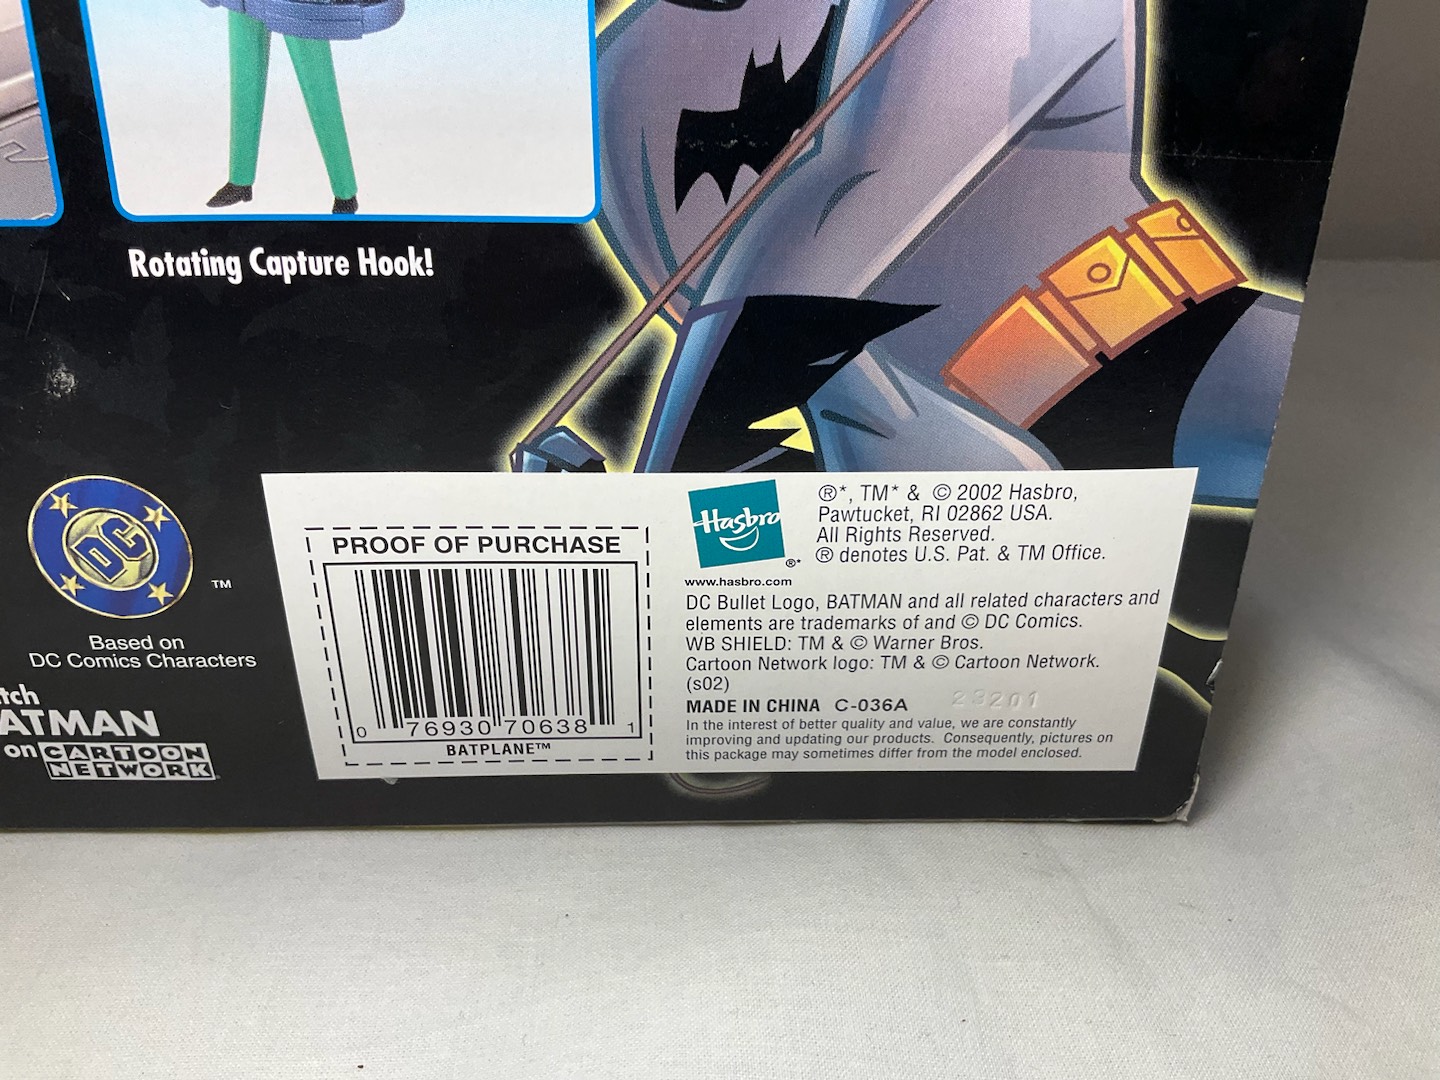 Rotating Capture Hook!
DC
TM
Based on
DC Comics Characters
tch
ATMAN
on CARTOON
NETWORK
PROOF OF PURCHASE
0 76930 70638 1
BATPLANE™
Hasbro
®*
www.hasbro.com
®*, TM* & © 2002 Hasbro,
Pawtucket, RI 02862 USA.
All Rights Reserved.
® denotes U.S. Pat. & TM Office.
DC Bullet Logo, BATMAN and all related characters and
elements are trademarks of and © DC Comics.
WB SHIELD: TM & © Warner Bros.
Cartoon Network logo: TM & © Cartoon Network.
(s02)
MADE IN CHINA C-036A 23201
In the interest of better quality and value, we are constantly
improving and updating our products. Consequently, pictures on
this package may sometimes differ from the model enclosed.